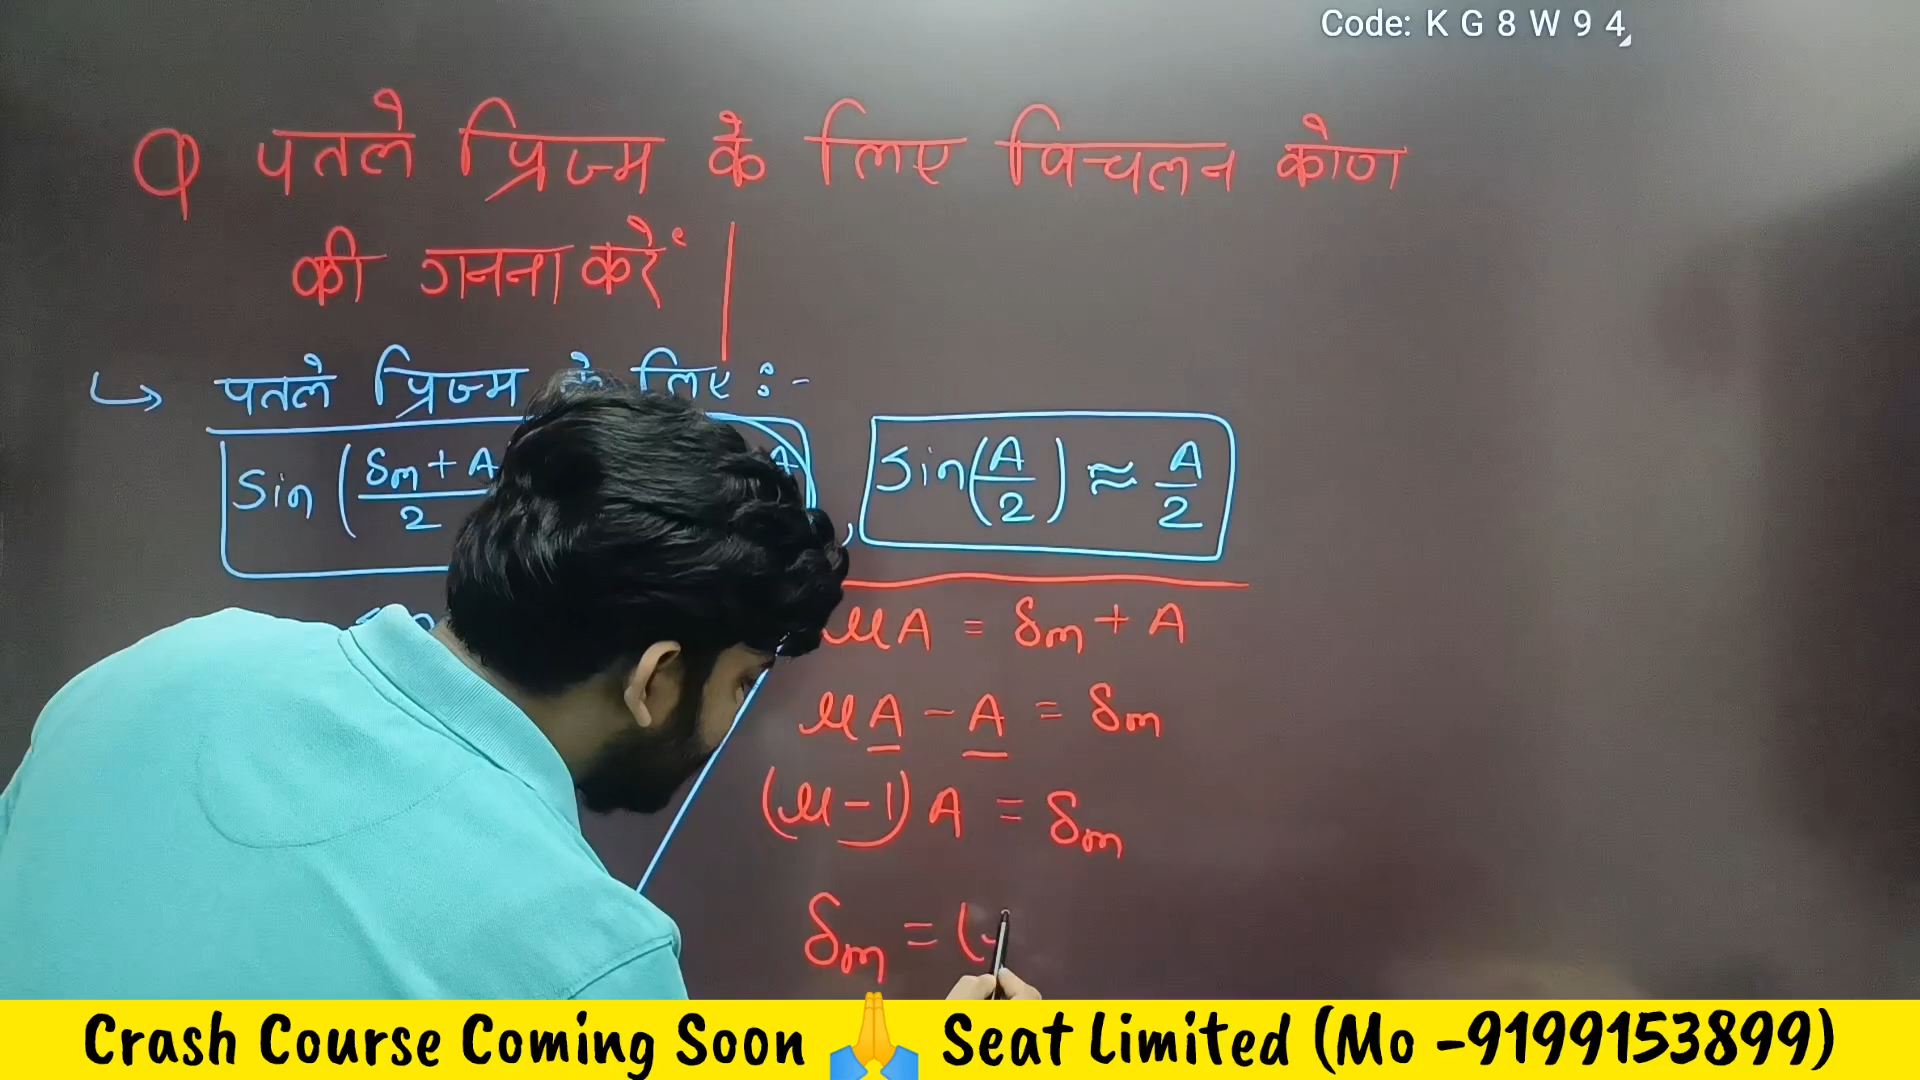 Code: K G 8 W 9 4
Q पतले प्रिज्म के लिए विचलन कोण
की गनना करें
↳ पतले प्रिज्म के लिए :-
Sin (δm + A / 2
, Sin(A/2) ≈ A/2
μA = δm + A
μA - A = δm
(μ-1) A = δm
δm = (
Crash Course Coming Soon 🙏 Seat Limited (Mo -9199153899)